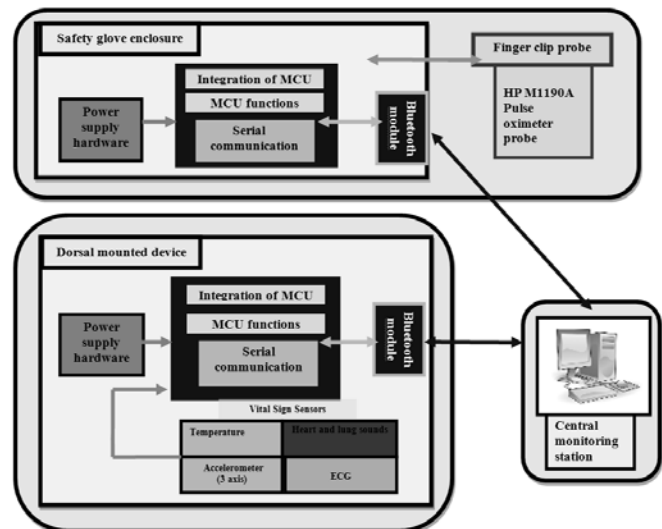 Safety glove enclosure
Finger clip probe
Integration of MCU
MCU functions
Serial
communication
Power
supply
hardware
Bluetooth
module
HP M1190A
Pulse
oximeter
probe
Dorsal mounted device
Integration of MCU
MCU functions
Serial
communication
Power
supply
hardware
Bluetooth
module
Vital Sign Sensors
Temperature
Heart and lung sounds
Accelerometer
(3 axis)
ECG
Central
monitoring
station